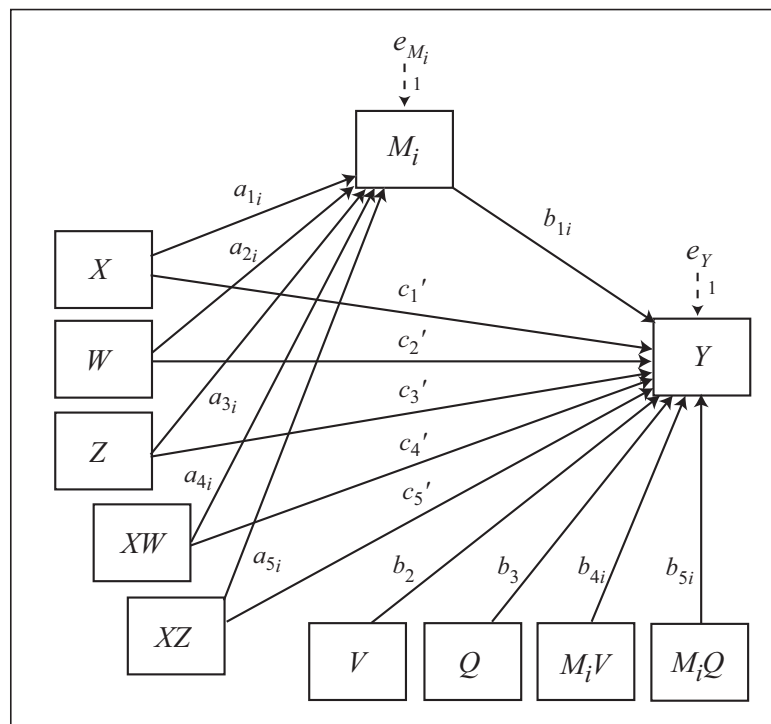 e_{M_i}
1
M_i
a_{1i}
b_{1i}
a_{2i}
e_Y
1
X
c_1'
W
c_2'
Y
a_{3i}
c_3'
Z
c_4'
a_{4i}
c_5'
XW
a_{5i}
b_2
b_3
b_{4i}
b_{5i}
XZ
V
Q
M_iV
M_iQ